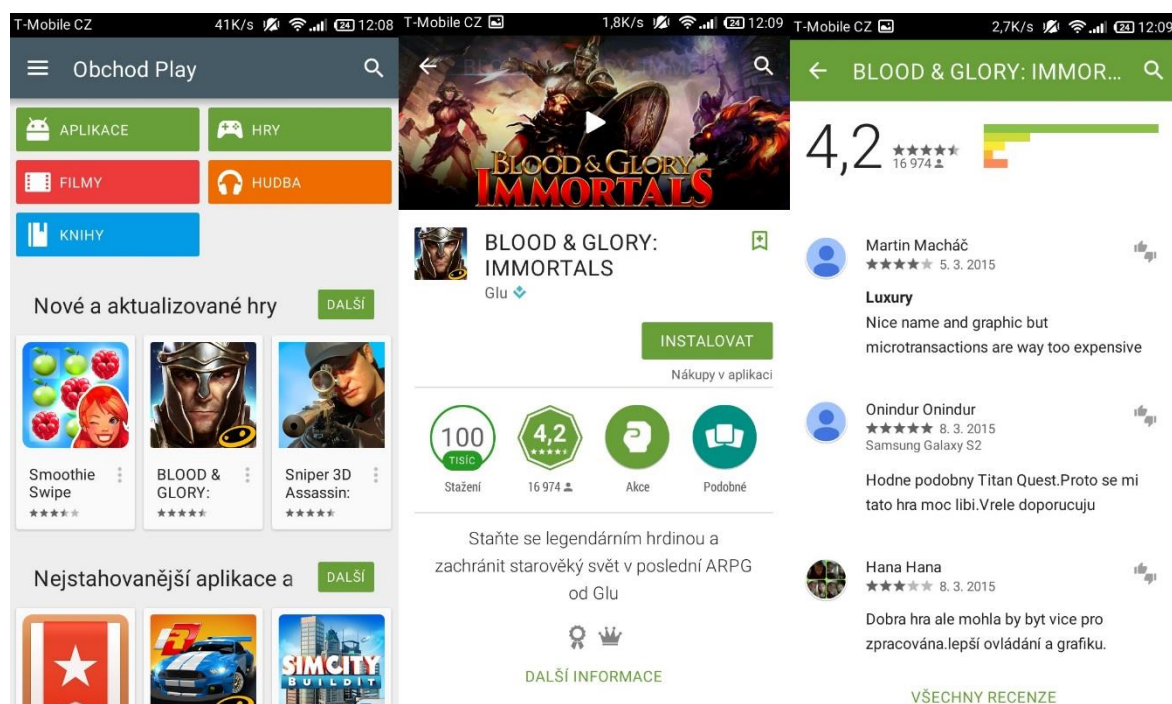 T-Mobile CZ 41K/s 24 12:08
Obchod Play
APLIKACE
HRY
FILMY
HUDBA
KNIHY
Nové a aktualizované hry
DALŠÍ
Smoothie
Swipe
BLOOD &
GLORY:
Sniper 3D
Assassin:
Nejstahovanější aplikace a
DALŠÍ
SIMCITY
BUILDIT
T-Mobile CZ 1,8K/s 24 12:09
BLOOD & GLORY
IMMORTALS
BLOOD & GLORY:
IMMORTALS
Glu
INSTALOVAT
Nákupy v aplikaci
100
TISÍC
Stažení
4,2
16 974
Akce
Podobné
Staňte se legendárním hrdinou a
zachránit starověký svět v poslední ARPG
od Glu
DALŠÍ INFORMACE
T-Mobile CZ 2,7K/s 24 12:09
BLOOD & GLORY: IMMOR...
4,2
16 974
Martin Macháč
5. 3. 2015
Luxury
Nice name and graphic but
microtransactions are way too expensive
Onindur Onindur
8. 3. 2015
Samsung Galaxy S2
Hodne podobny Titan Quest.Proto se mi
tato hra moc libi.Vrele doporucuju
Hana Hana
8. 3. 2015
Dobra hra ale mohla by byt vice pro
zpracována.lepší ovládání a grafiku.
VŠECHNY RECENZE